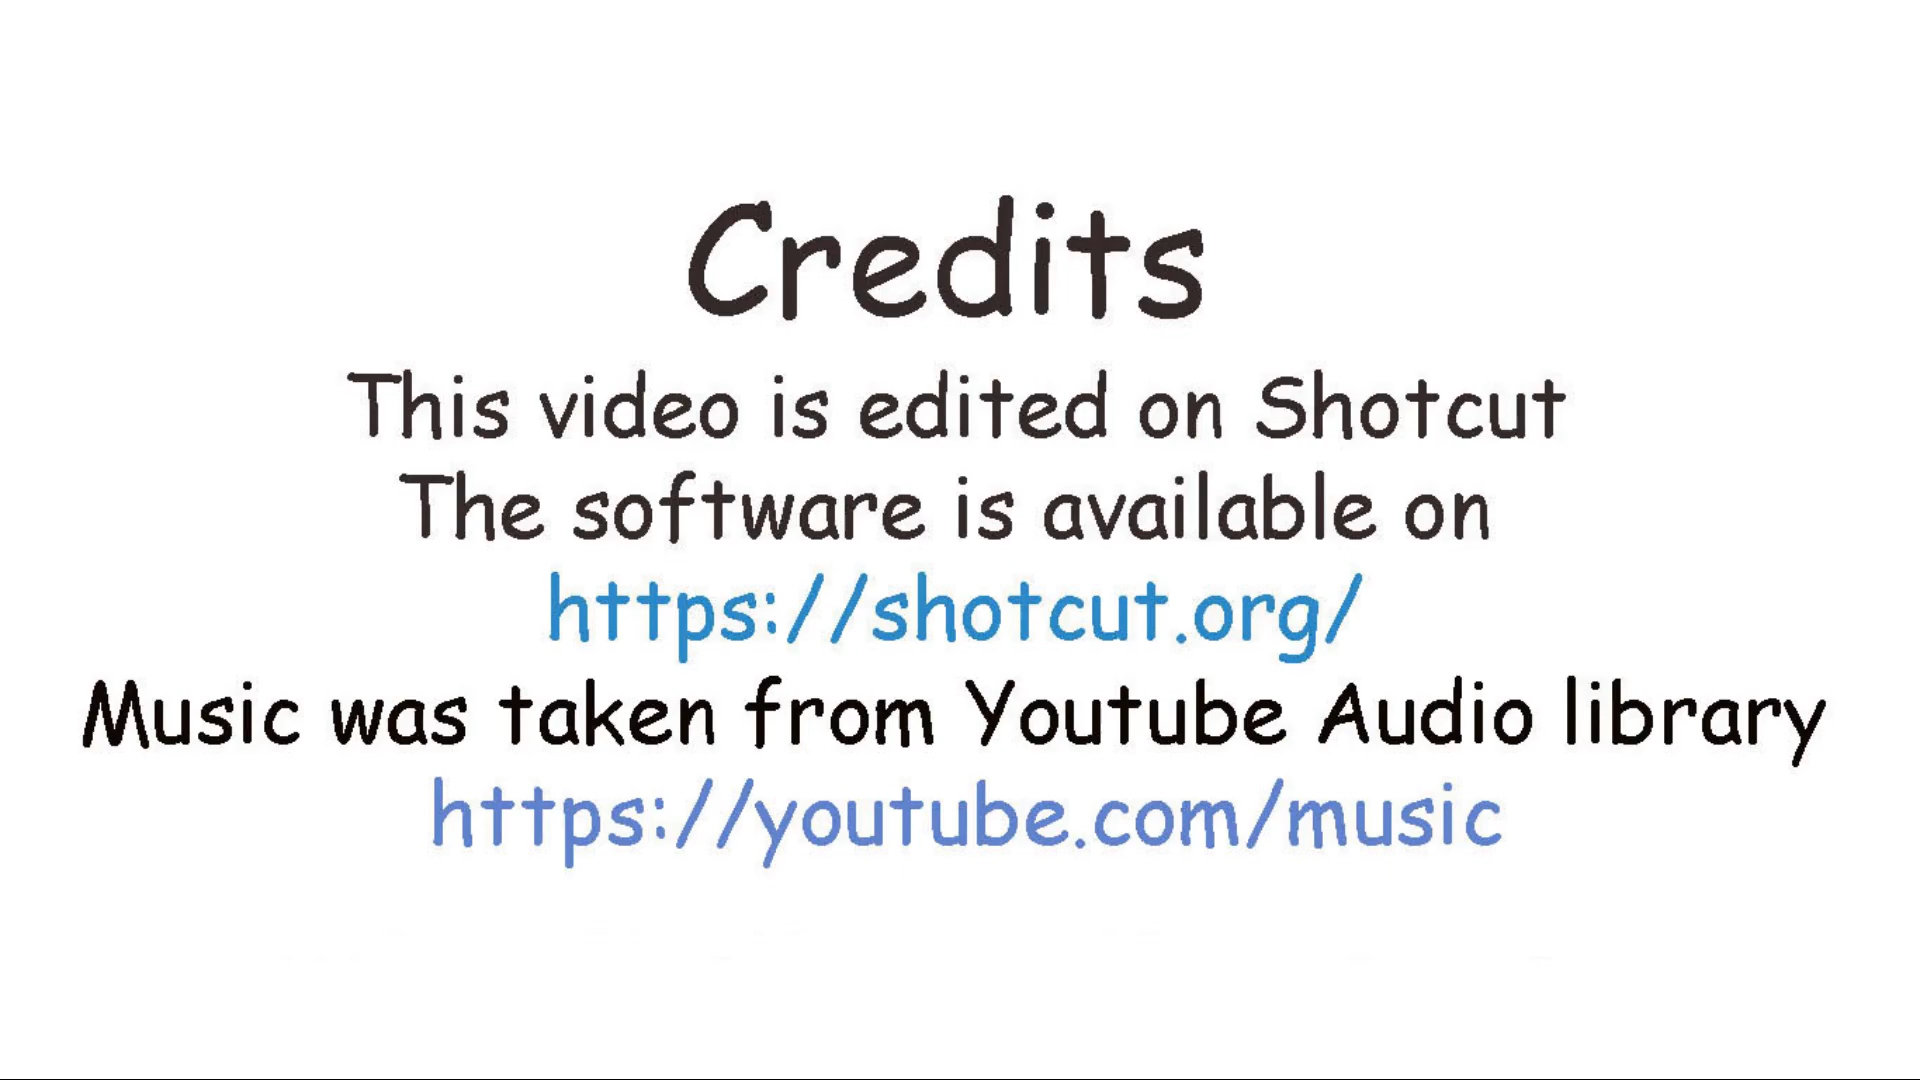 Credits
This video is edited on Shotcut
The software is available on
https://shotcut.org/
Music was taken from Youtube Audio library
https://youtube.com/music